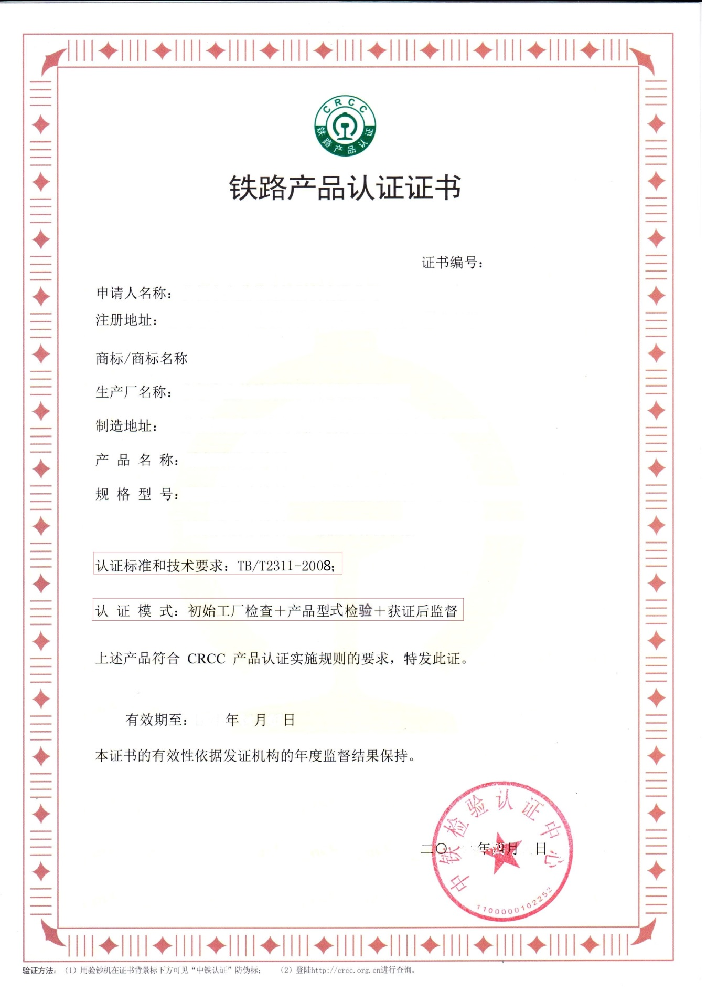 CRCC
铁路产品认证
铁路产品认证证书
证书编号：
申请人名称：
注册地址：
商标/商标名称
生产厂名称：
制造地址：
产 品 名 称：
规 格 型 号：
认证标准和技术要求：TB/T2311-2008;
认 证 模 式：初始工厂检查＋产品型式检验＋获证后监督
上述产品符合 CRCC 产品认证实施规则的要求，特发此证。
有效期至： 年 月 日
本证书的有效性依据发证机构的年度监督结果保持。
中铁检验认证中心
二〇 年四月 日
1100000102252
验证方法：（1）用验钞机在证书背景标下方可见“中铁认证”防伪标； （2）登陆http://crcc.org.cn进行查询。